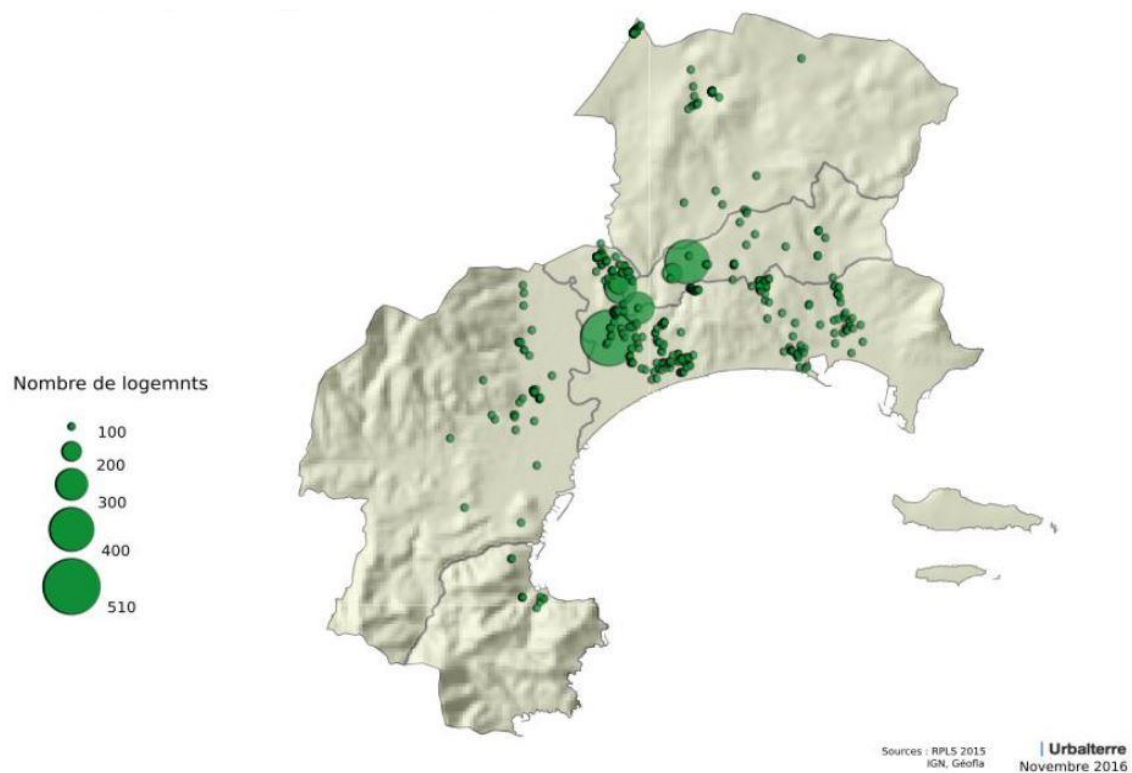 Nombre de logemnts
100
200
300
400
510
Sources : RPLS 2015
IGN, Géofla
Urbalterre
Novembre 2016